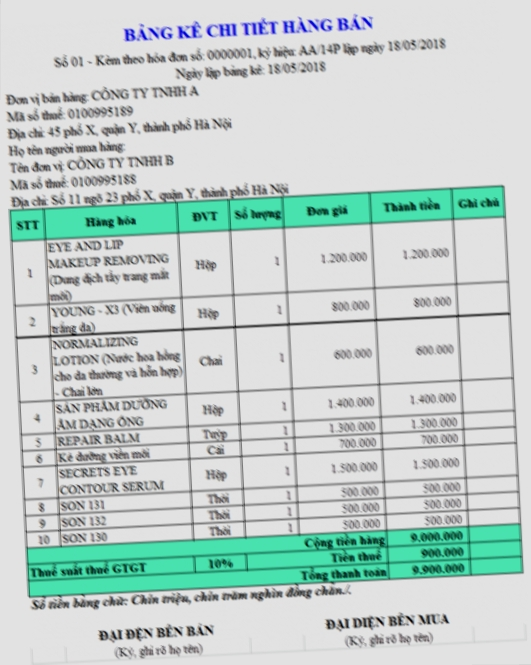 BẢNG KÊ CHI TIẾT HÀNG BÁN
Số 01 - Kèm theo hóa đơn số: 0000001, ký hiệu: AA/14P lập ngày 18/05/2018
Ngày lập bảng kê: 18/05/2018
Đơn vị bán hàng: CÔNG TY TNHH A
Mã số thuế: 0100995189
Địa chỉ: 45 phố X, quận Y, thành phố Hà Nội
Họ tên người mua hàng:
Tên đơn vị: CÔNG TY TNHH B
Mã số thuế: 0100995188
Địa chỉ: Số 11 ngõ 23 phố X, quận Y, thành phố Hà Nội
STT Hàng hóa ĐVT Số lượng Đơn giá Thành tiền Ghi chú
EYE AND LIP
MAKEUP REMOVING
(Dung dịch tẩy trang mắt
môi)
1 Hộp 1 1.200.000 1.200.000
YOUNG - X3 (Viên uống
trắng da)
2 Hộp 1 800.000 800.000
NORMALIZING
LOTION (Nước hoa hồng
cho da thường và hỗn hợp)
- Chai lớn
3 Chai 1 600.000 600.000
SẢN PHẨM DƯỠNG
ẨM DẠNG ỐNG
4 Hộp 1 1.400.000 1.400.000
5 REPAIR BALM Tuýp 1 1.300.000 1.300.000
6 Kẻ dưỡng viền môi Cái 1 700.000 700.000
SECRETS EYE
CONTOUR SERUM
7 Hộp 1 1.500.000 1.500.000
8 SON 131 Thỏi 1 500.000 500.000
9 SON 132 Thỏi 1 500.000 500.000
10 SON 130 Thỏi 1 500.000 500.000
Cộng tiền hàng 9.000.000
Thuế suất thuế GTGT 10% Tiền thuế 900.000
Tổng thanh toán 9.900.000
Số tiền bằng chữ: Chín triệu, chín trăm nghìn đồng chẵn./.
ĐẠI ĐỆN BÊN BÁN ĐẠI DIỆN BÊN MUA
(Ký, ghi rõ họ tên) (Ký, ghi rõ họ tên)